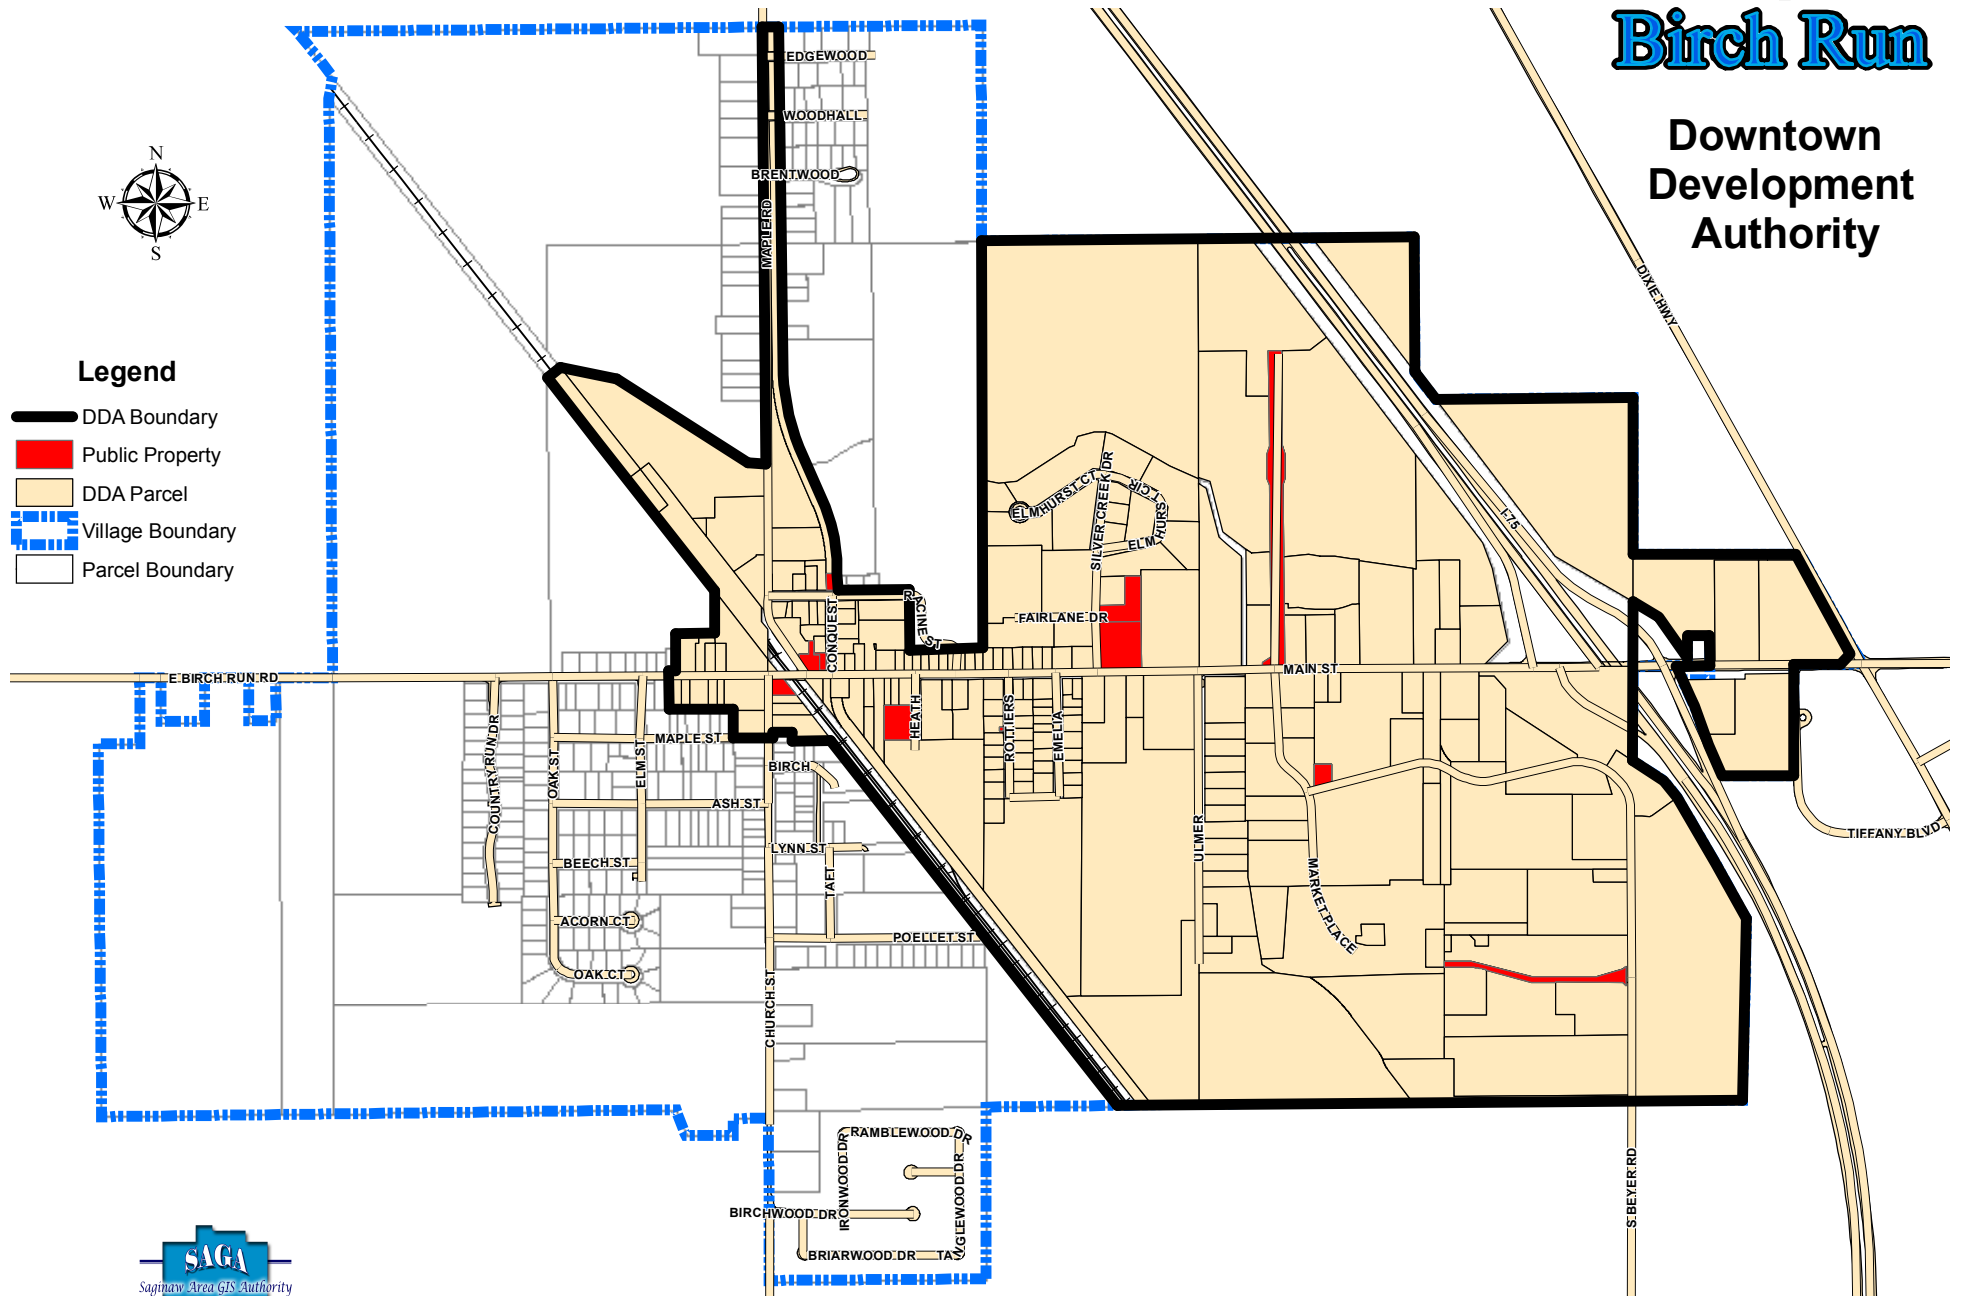 Birch Run
Downtown
Development
Authority
N
W
E
S
Legend
DDA Boundary
Public Property
DDA Parcel
Village Boundary
Parcel Boundary
EDGEWOOD
WOODHALL
BRENTWOOD
MAPLE RD
DIXIE HWY
I-75
ELMHURST CT
SILVER CREEK DR
ELMHURST CIR
FAIRLANE DR
RACINE ST
CONQUEST
MAIN ST
E BIRCH RUN RD
COUNTRY RUN DR
OAK ST
ELM ST
MAPLE ST
BIRCH
ASH ST
LYNN ST
TAFT
BEECH ST
ACORN CT
OAK CT
POELLET ST
CHURCH ST
HEATH
ROTTIERS
EMELIA
ULMER
MARKET PLACE
TIFFANY BLVD
S BEYER RD
RAMBLEWOOD DR
IRONWOOD DR
TANGLEWOOD DR
BIRCHWOOD DR
BRIARWOOD DR
SAGA
Saginaw Area GIS Authority